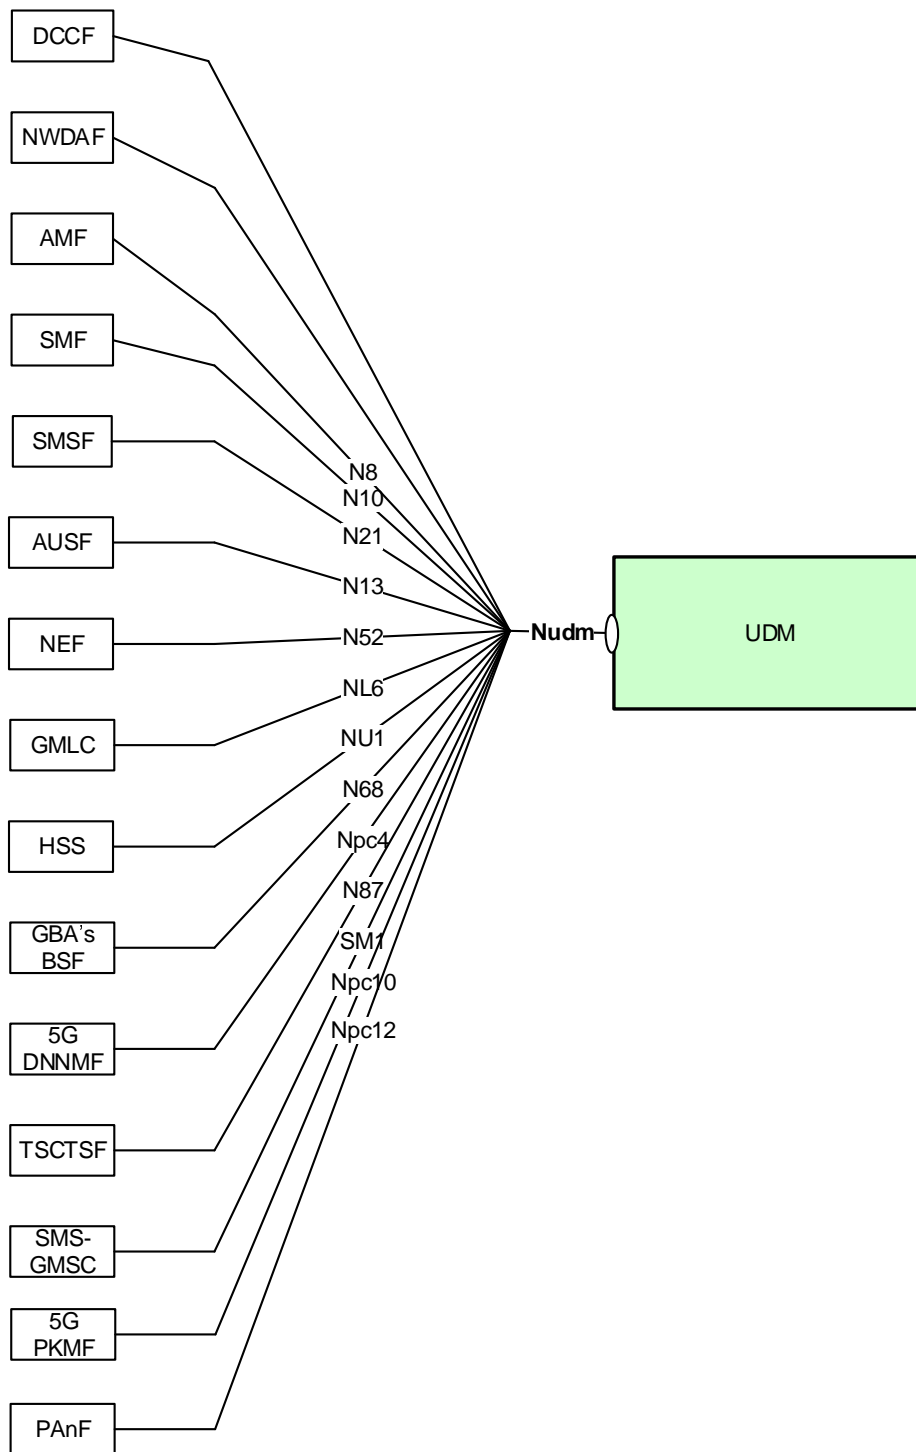 DCCF
NWDAF
AMF
SMF
SMSF
AUSF
NEF
GMLC
HSS
GBA's
BSF
5G
DNNMF
TSCTSF
SMS-
GMSC
5G
PKMF
PAnF
N8
N10
N21
N13
N52
NL6
NU1
N68
Npc4
N87
SM1
Npc10
Npc12
Nudm
UDM